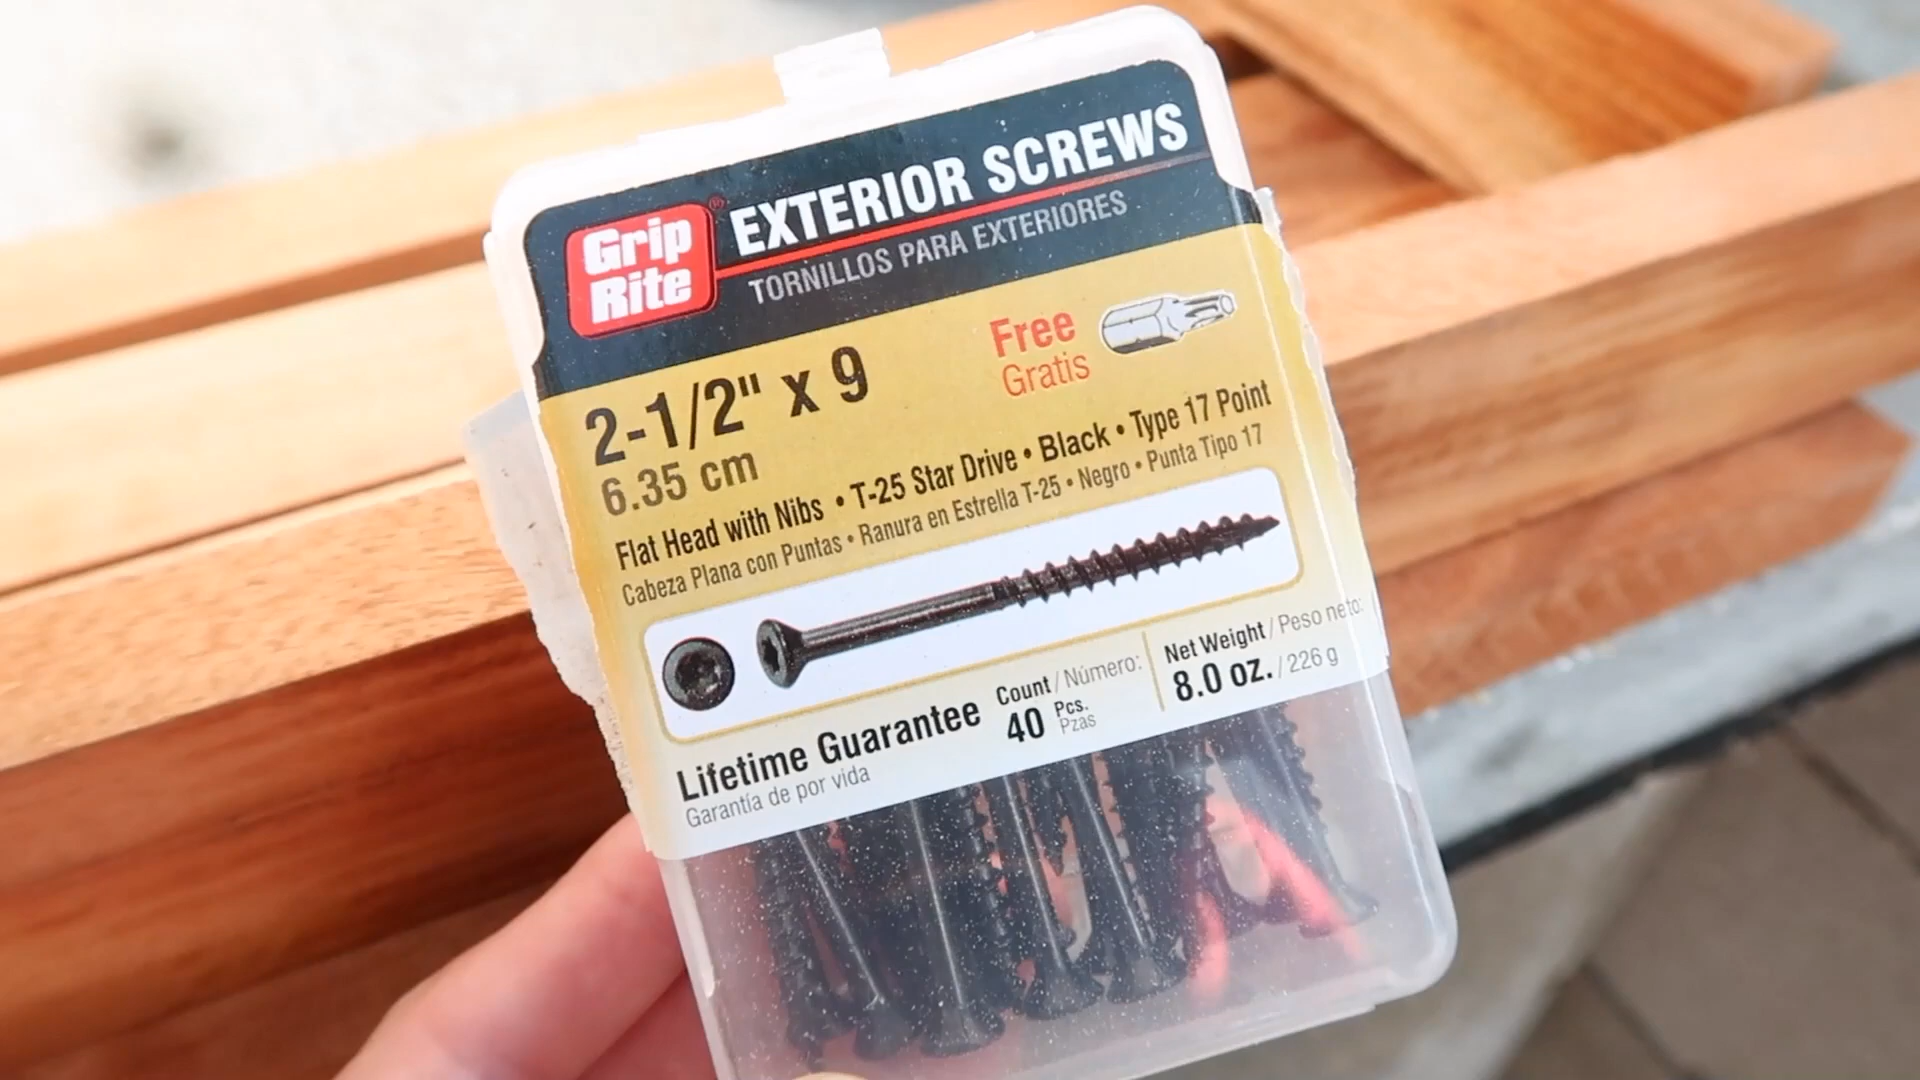 Grip
Rite®
EXTERIOR SCREWS
TORNILLOS PARA EXTERIORES
2-1/2" x 9
6.35 cm
Free
Gratis
Flat Head with Nibs • T-25 Star Drive • Black • Type 17 Point
Cabeza Plana con Puntas • Ranura en Estrella T-25 • Negro • Punta Tipo 17
Lifetime Guarantee
Garantía de por vida
Count / Número:
40 Pcs.
Pzas
Net Weight / Peso neto:
8.0 oz. / 226 g